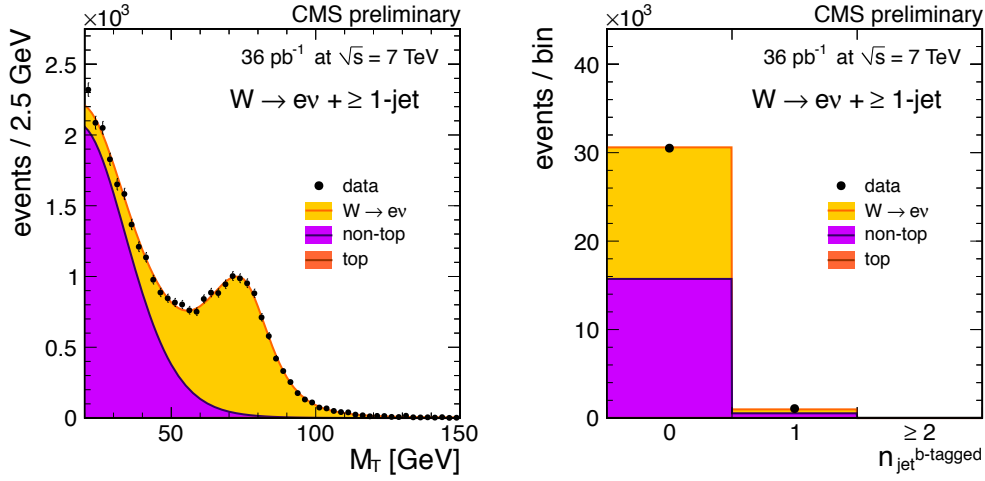 ×10³ CMS preliminary
36 pb⁻¹ at √s = 7 TeV
W → eν + ≥ 1-jet
data
W → eν
non-top
top
events / 2.5 GeV
2.5
2
1.5
1
0.5
0
50 100 150
M_T [GeV]
×10³ CMS preliminary
36 pb⁻¹ at √s = 7 TeV
W → eν + ≥ 1-jet
data
W → eν
non-top
top
events / bin
40
30
20
10
0
0 1 ≥ 2
n_jet^b-tagged